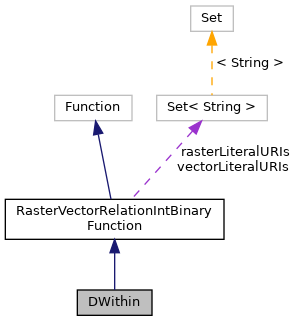 Set
< String >
Function
Set< String >
rasterLiteralURIs
vectorLiteralURIs
RasterVectorRelationIntBinary
Function
DWithin